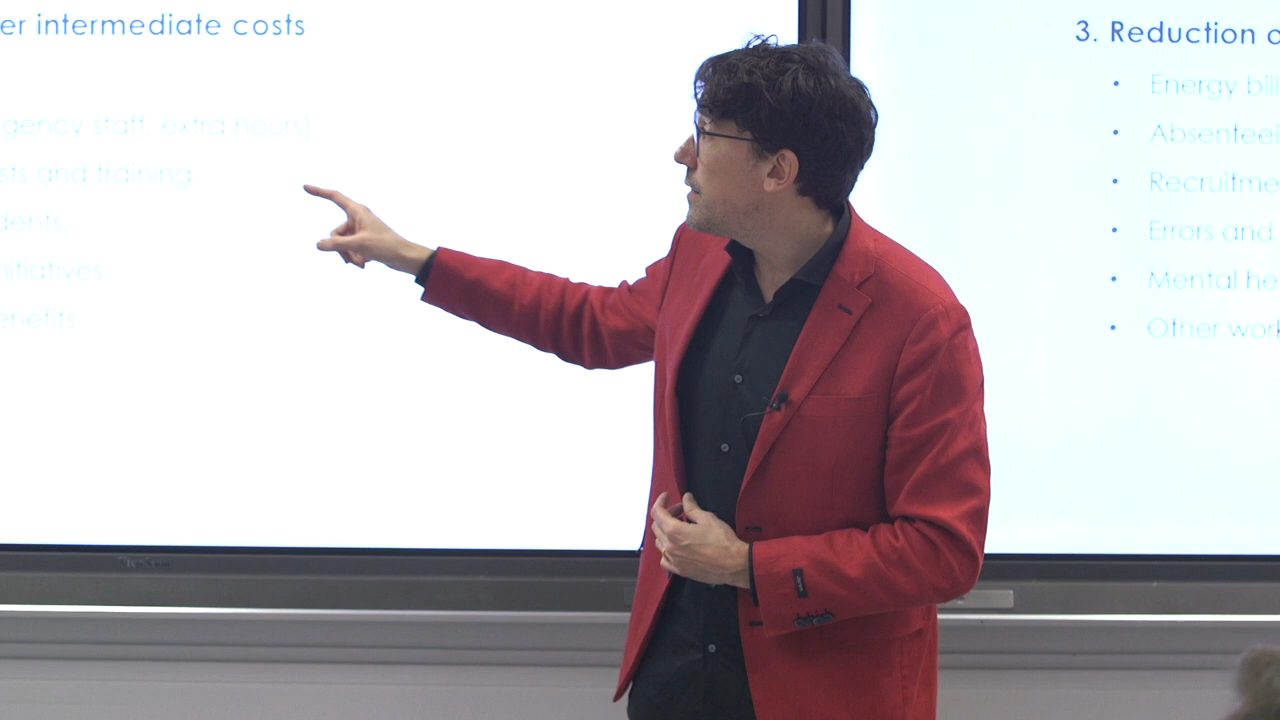 er intermediate costs
gency staff, extra hours)
sts and training.
dents.
nitiatives
enefits
3. Reduction o
• Energy bill
• Absenteei
• Recruitme
• Errors and
• Mental he
• Other work